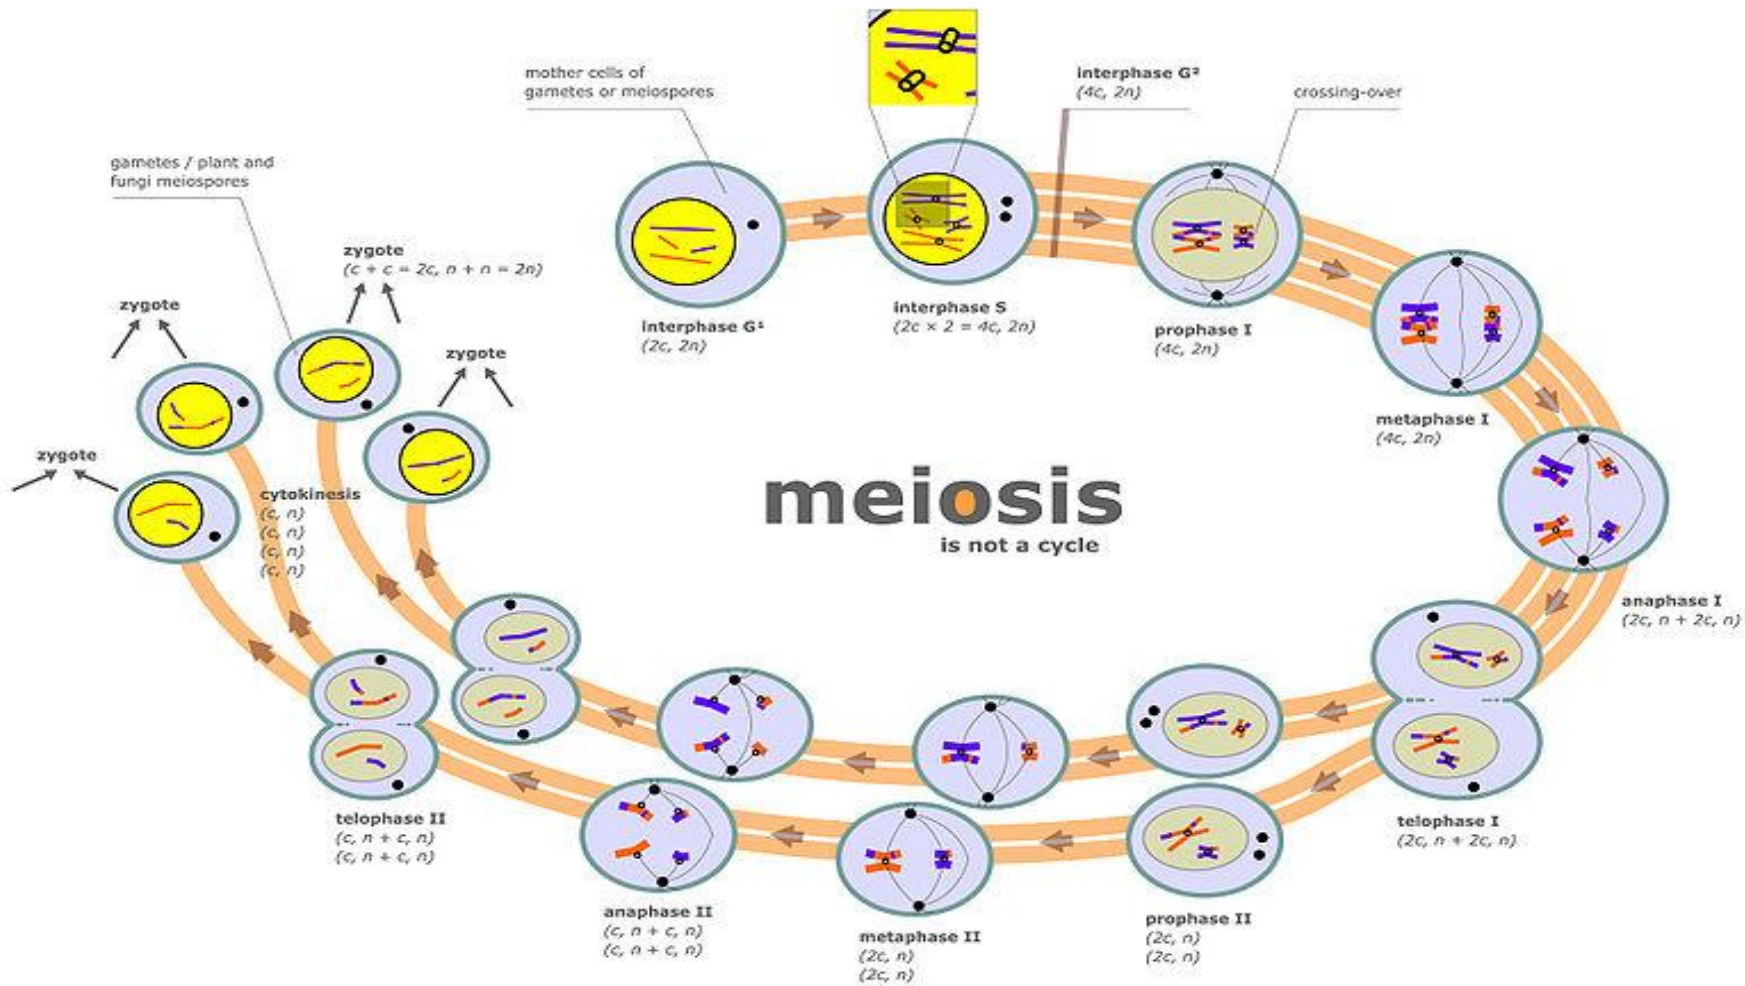 mother cells of
gametes or meiospores
interphase G²
(4c, 2n)
crossing-over
gametes / plant and
fungi meiospores
zygote
(c + c = 2c, n + n = 2n)
zygote
zygote
zygote
interphase G¹
(2c, 2n)
interphase S
(2c × 2 = 4c, 2n)
prophase I
(4c, 2n)
metaphase I
(4c, 2n)
meiosis
is not a cycle
cytokinesis
(c, n)
(c, n)
(c, n)
(c, n)
anaphase I
(2c, n + 2c, n)
telophase I
(2c, n + 2c, n)
telophase II
(c, n + c, n)
(c, n + c, n)
anaphase II
(c, n + c, n)
(c, n + c, n)
metaphase II
(2c, n)
(2c, n)
prophase II
(2c, n)
(2c, n)